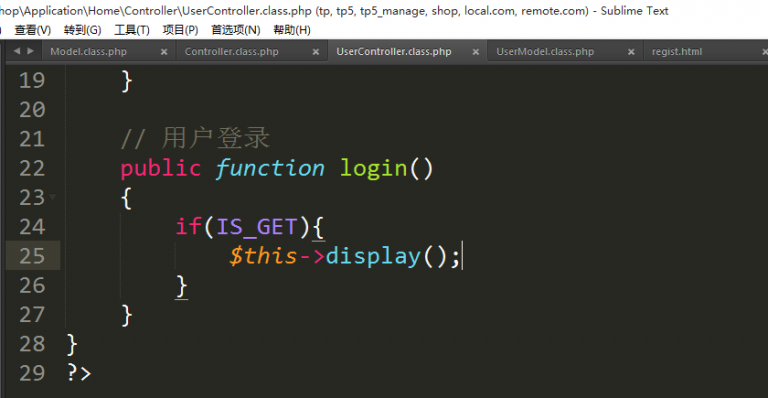 hop\Application\Home\Controller\UserController.class.php (tp, tp5, tp5_manage, shop, local.com, remote.com) - Sublime Text
) 查看(V) 转到(G) 工具(T) 项目(P) 首选项(N) 帮助(H)
Model.class.php Controller.class.php UserController.class.php UserModel.class.php regist.html
19 }
20
21 // 用户登录
22 public function login()
23 {
24 if(IS_GET){
25 $this->display();
26 }
27 }
28 }
29 ?>